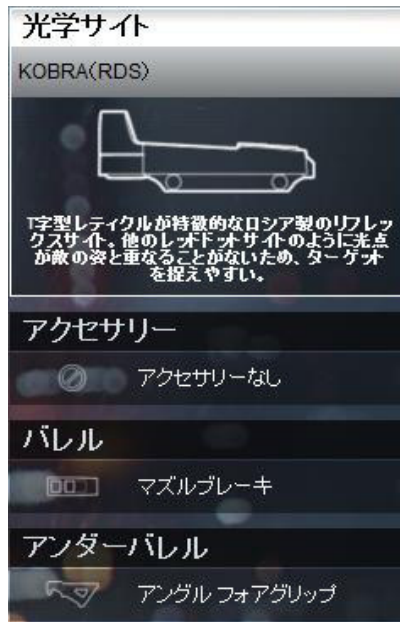 光学サイト
KOBRA(RDS)
T字型レティクルが特徴的なロシア製のリフレッ
クスサイト。他のレッドドットサイトのように光点
が敵の姿と重なることがないため、ターゲット
を捉えやすい。
アクセサリー
アクセサリーなし
バレル
マズルブレーキ
アンダーバレル
アングル フォアグリップ